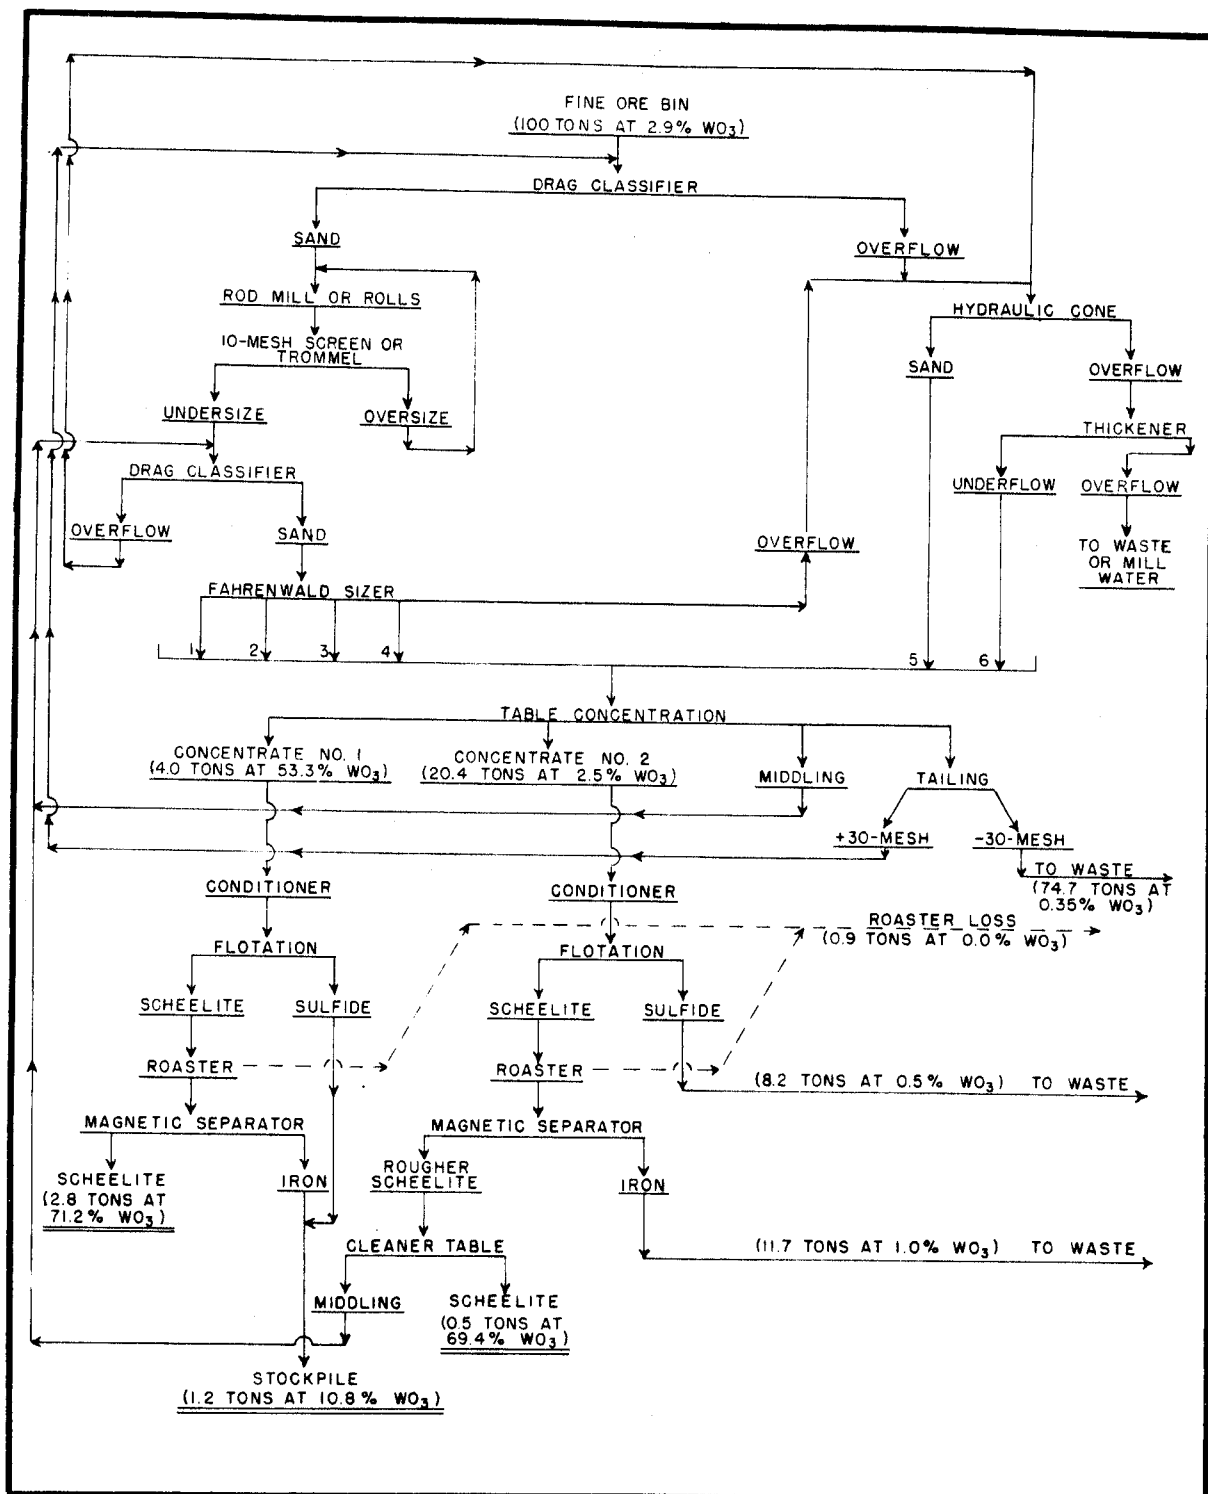 FINE ORE BIN
(100 TONS AT 2.9% WO3)
DRAG CLASSIFIER
SAND
OVERFLOW
ROD MILL OR ROLLS
HYDRAULIC CONE
10-MESH SCREEN OR
TROMMEL
SAND
OVERFLOW
UNDERSIZE
OVERSIZE
THICKENER
DRAG CLASSIFIER
UNDERFLOW
OVERFLOW
OVERFLOW
SAND
OVERFLOW
TO WASTE
OR MILL
WATER
FAHRENWALD SIZER
1 2 3 4 5 6
TABLE CONCENTRATION
CONCENTRATE NO. 1
(4.0 TONS AT 53.3% WO3)
CONCENTRATE NO. 2
(20.4 TONS AT 2.5% WO3)
MIDDLING
TAILING
+30-MESH
-30-MESH
TO WASTE
(74.7 TONS AT
0.35% WO3)
CONDITIONER
CONDITIONER
ROASTER LOSS
(0.9 TONS AT 0.0% WO3)
FLOTATION
FLOTATION
SCHEELITE
SULFIDE
SCHEELITE
SULFIDE
ROASTER
ROASTER
(8.2 TONS AT 0.5% WO3) TO WASTE
MAGNETIC SEPARATOR
MAGNETIC SEPARATOR
SCHEELITE
(2.8 TONS AT
71.2% WO3)
IRON
ROUGHER
SCHEELITE
IRON
CLEANER TABLE
(11.7 TONS AT 1.0% WO3) TO WASTE
MIDDLING
SCHEELITE
(0.5 TONS AT
69.4% WO3)
STOCKPILE
(1.2 TONS AT 10.8% WO3)